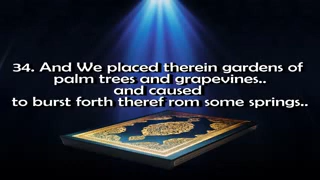 34. And We placed therein gardens of
palm trees and grapevines..
and caused
to burst forth theref rom some springs..